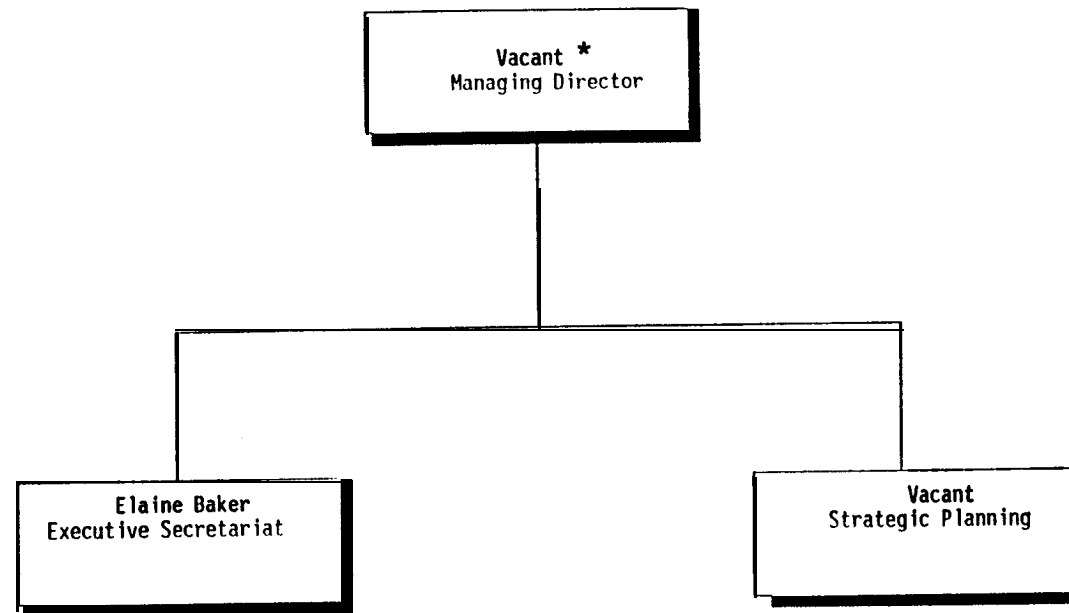 Vacant *
Managing Director
Elaine Baker
Executive Secretariat
Vacant
Strategic Planning